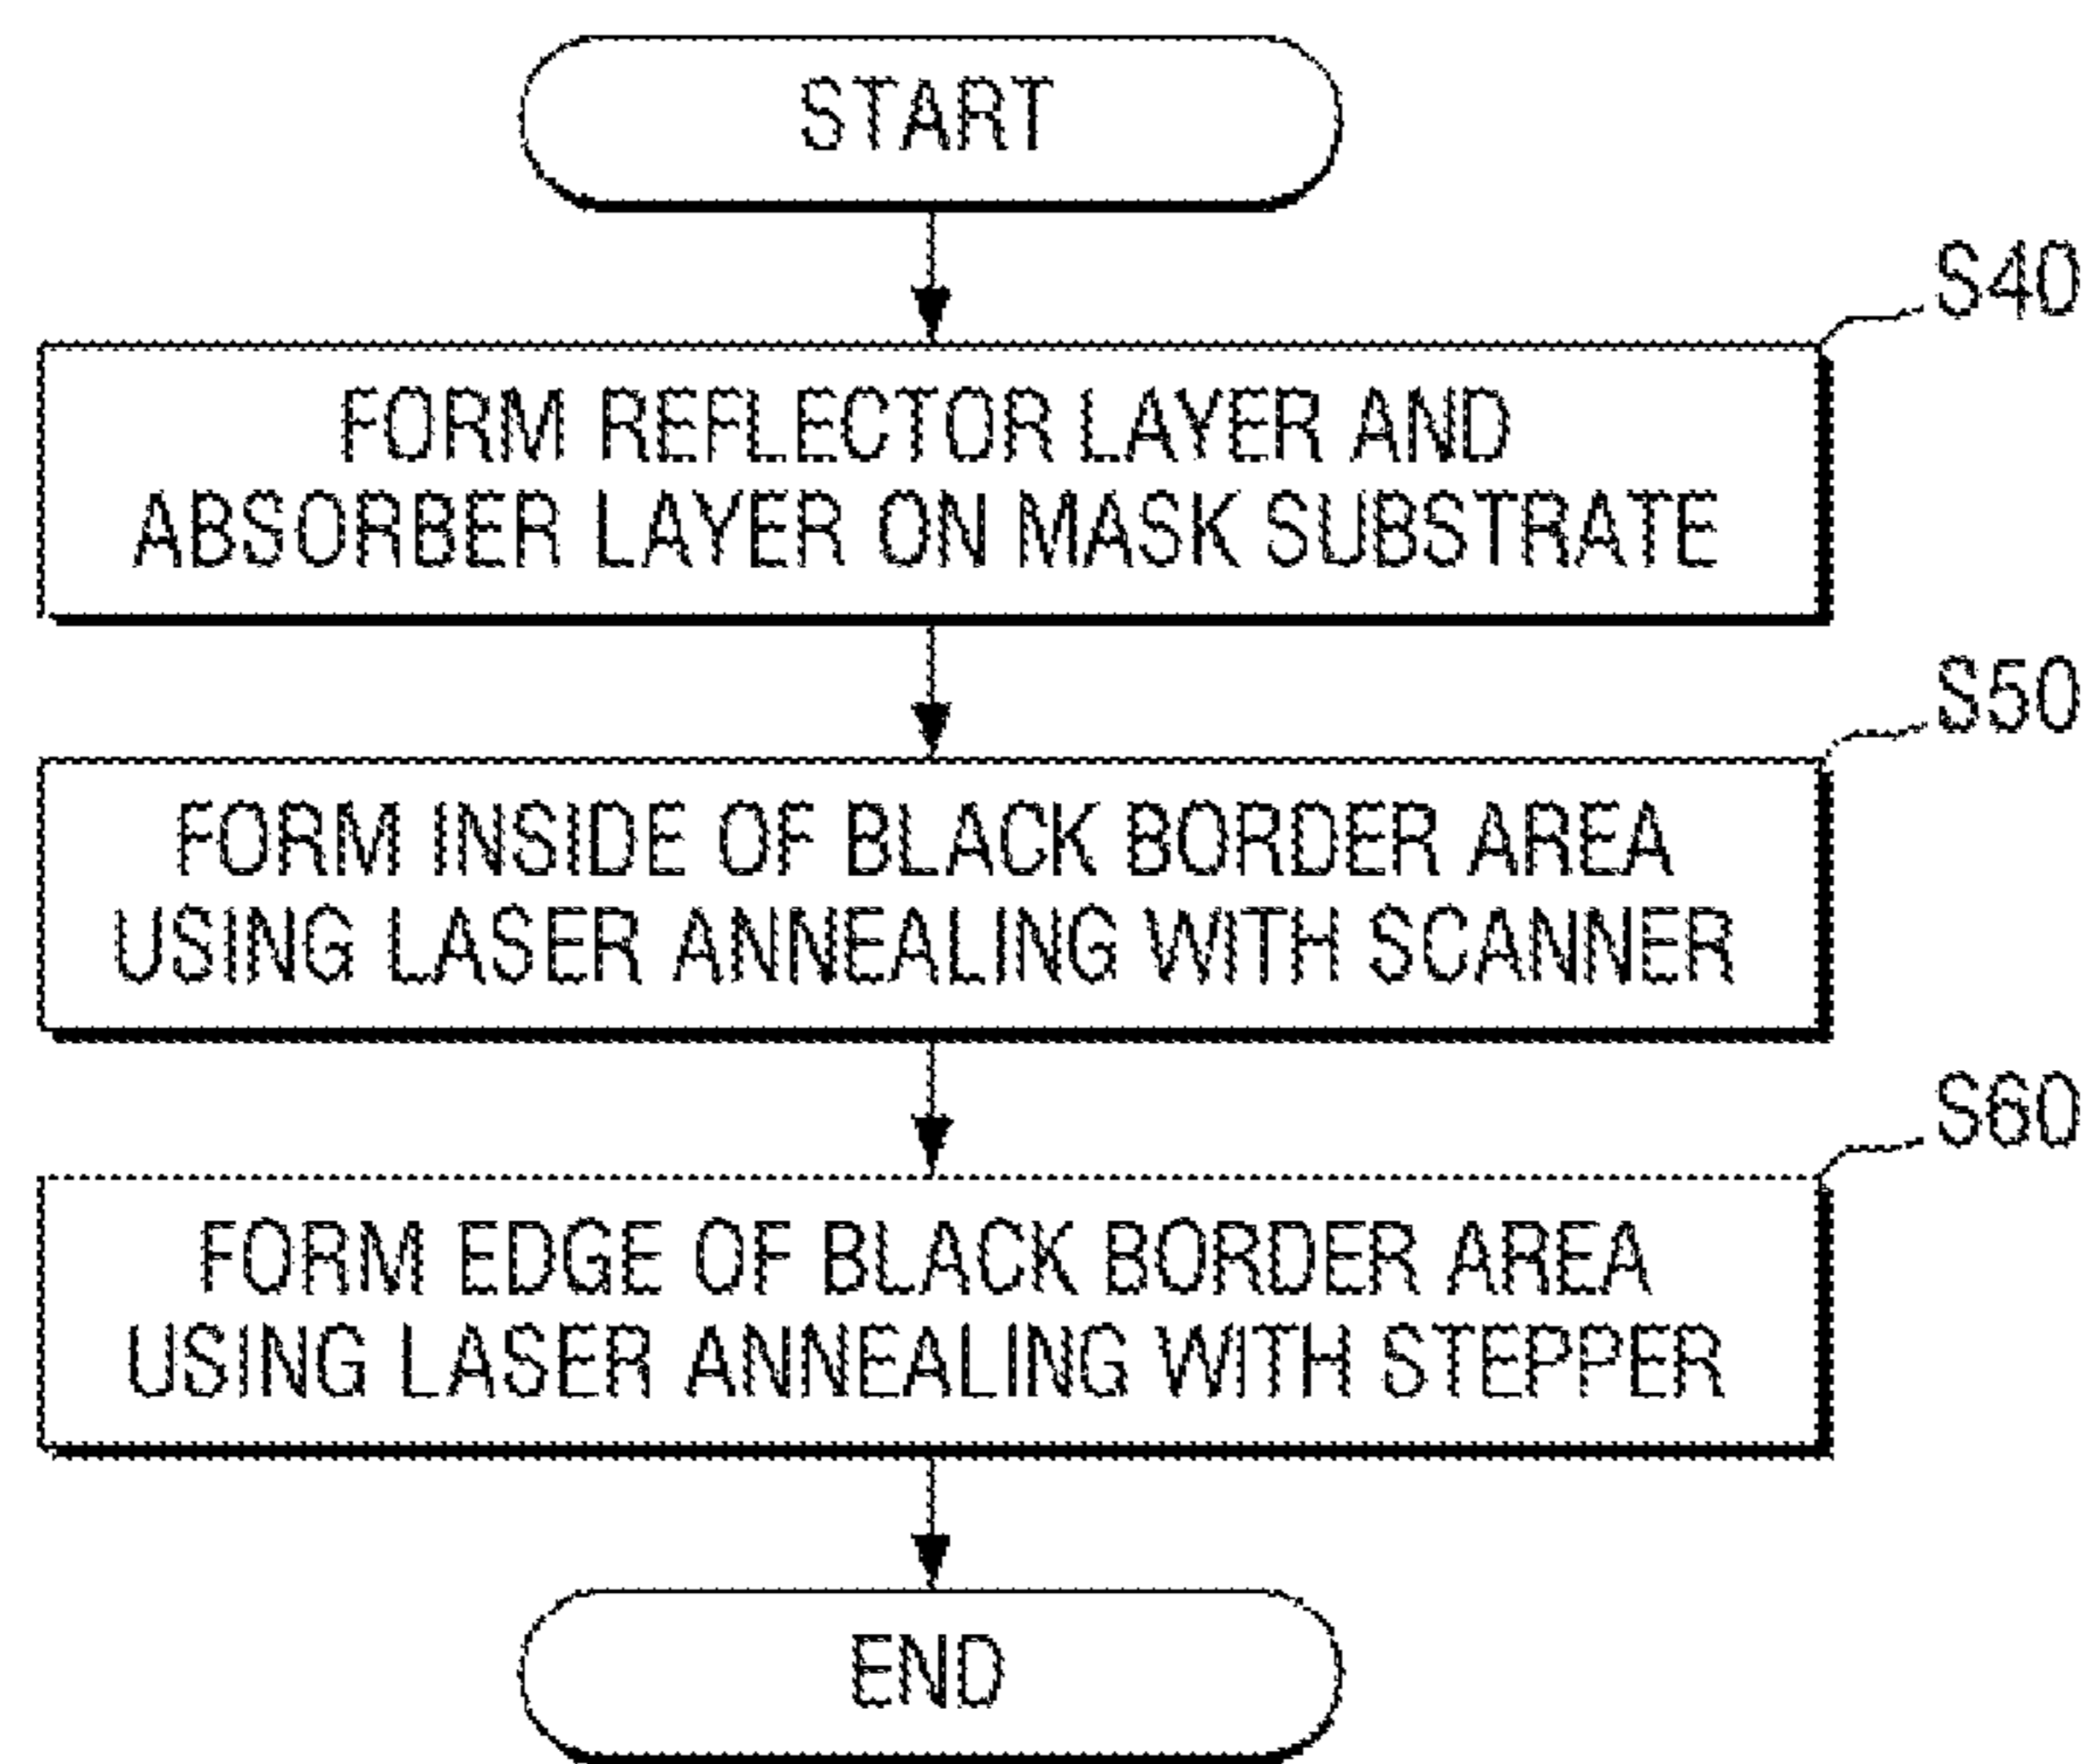 START
S40
FORM REFLECTOR LAYER AND
ABSORBER LAYER ON MASK SUBSTRATE
S50
FORM INSIDE OF BLACK BORDER AREA
USING LASER ANNEALING WITH SCANNER
S60
FORM EDGE OF BLACK BORDER AREA
USING LASER ANNEALING WITH STEPPER
END